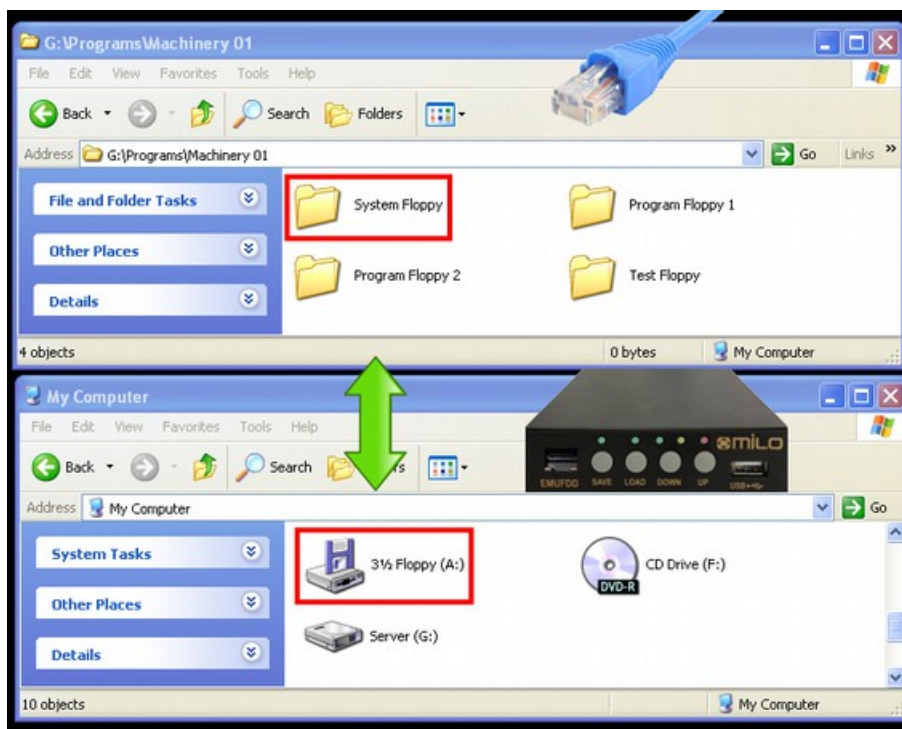 G:\Programs\Machinery 01
File Edit View Favorites Tools Help
Back Search Folders
Address G:\Programs\Machinery 01 Go Links »
File and Folder Tasks
Other Places
Details
System Floppy
Program Floppy 1
Program Floppy 2
Test Floppy
4 objects 0 bytes My Computer
My Computer
File Edit View Favorites Tools Help
Back Search
milo
EMUFDD SAVE LOAD DOWN UP USB
Address My Computer Go
System Tasks
Other Places
Details
3½ Floppy (A:)
CD Drive (F:)
DVD-R
Server (G:)
10 objects My Computer